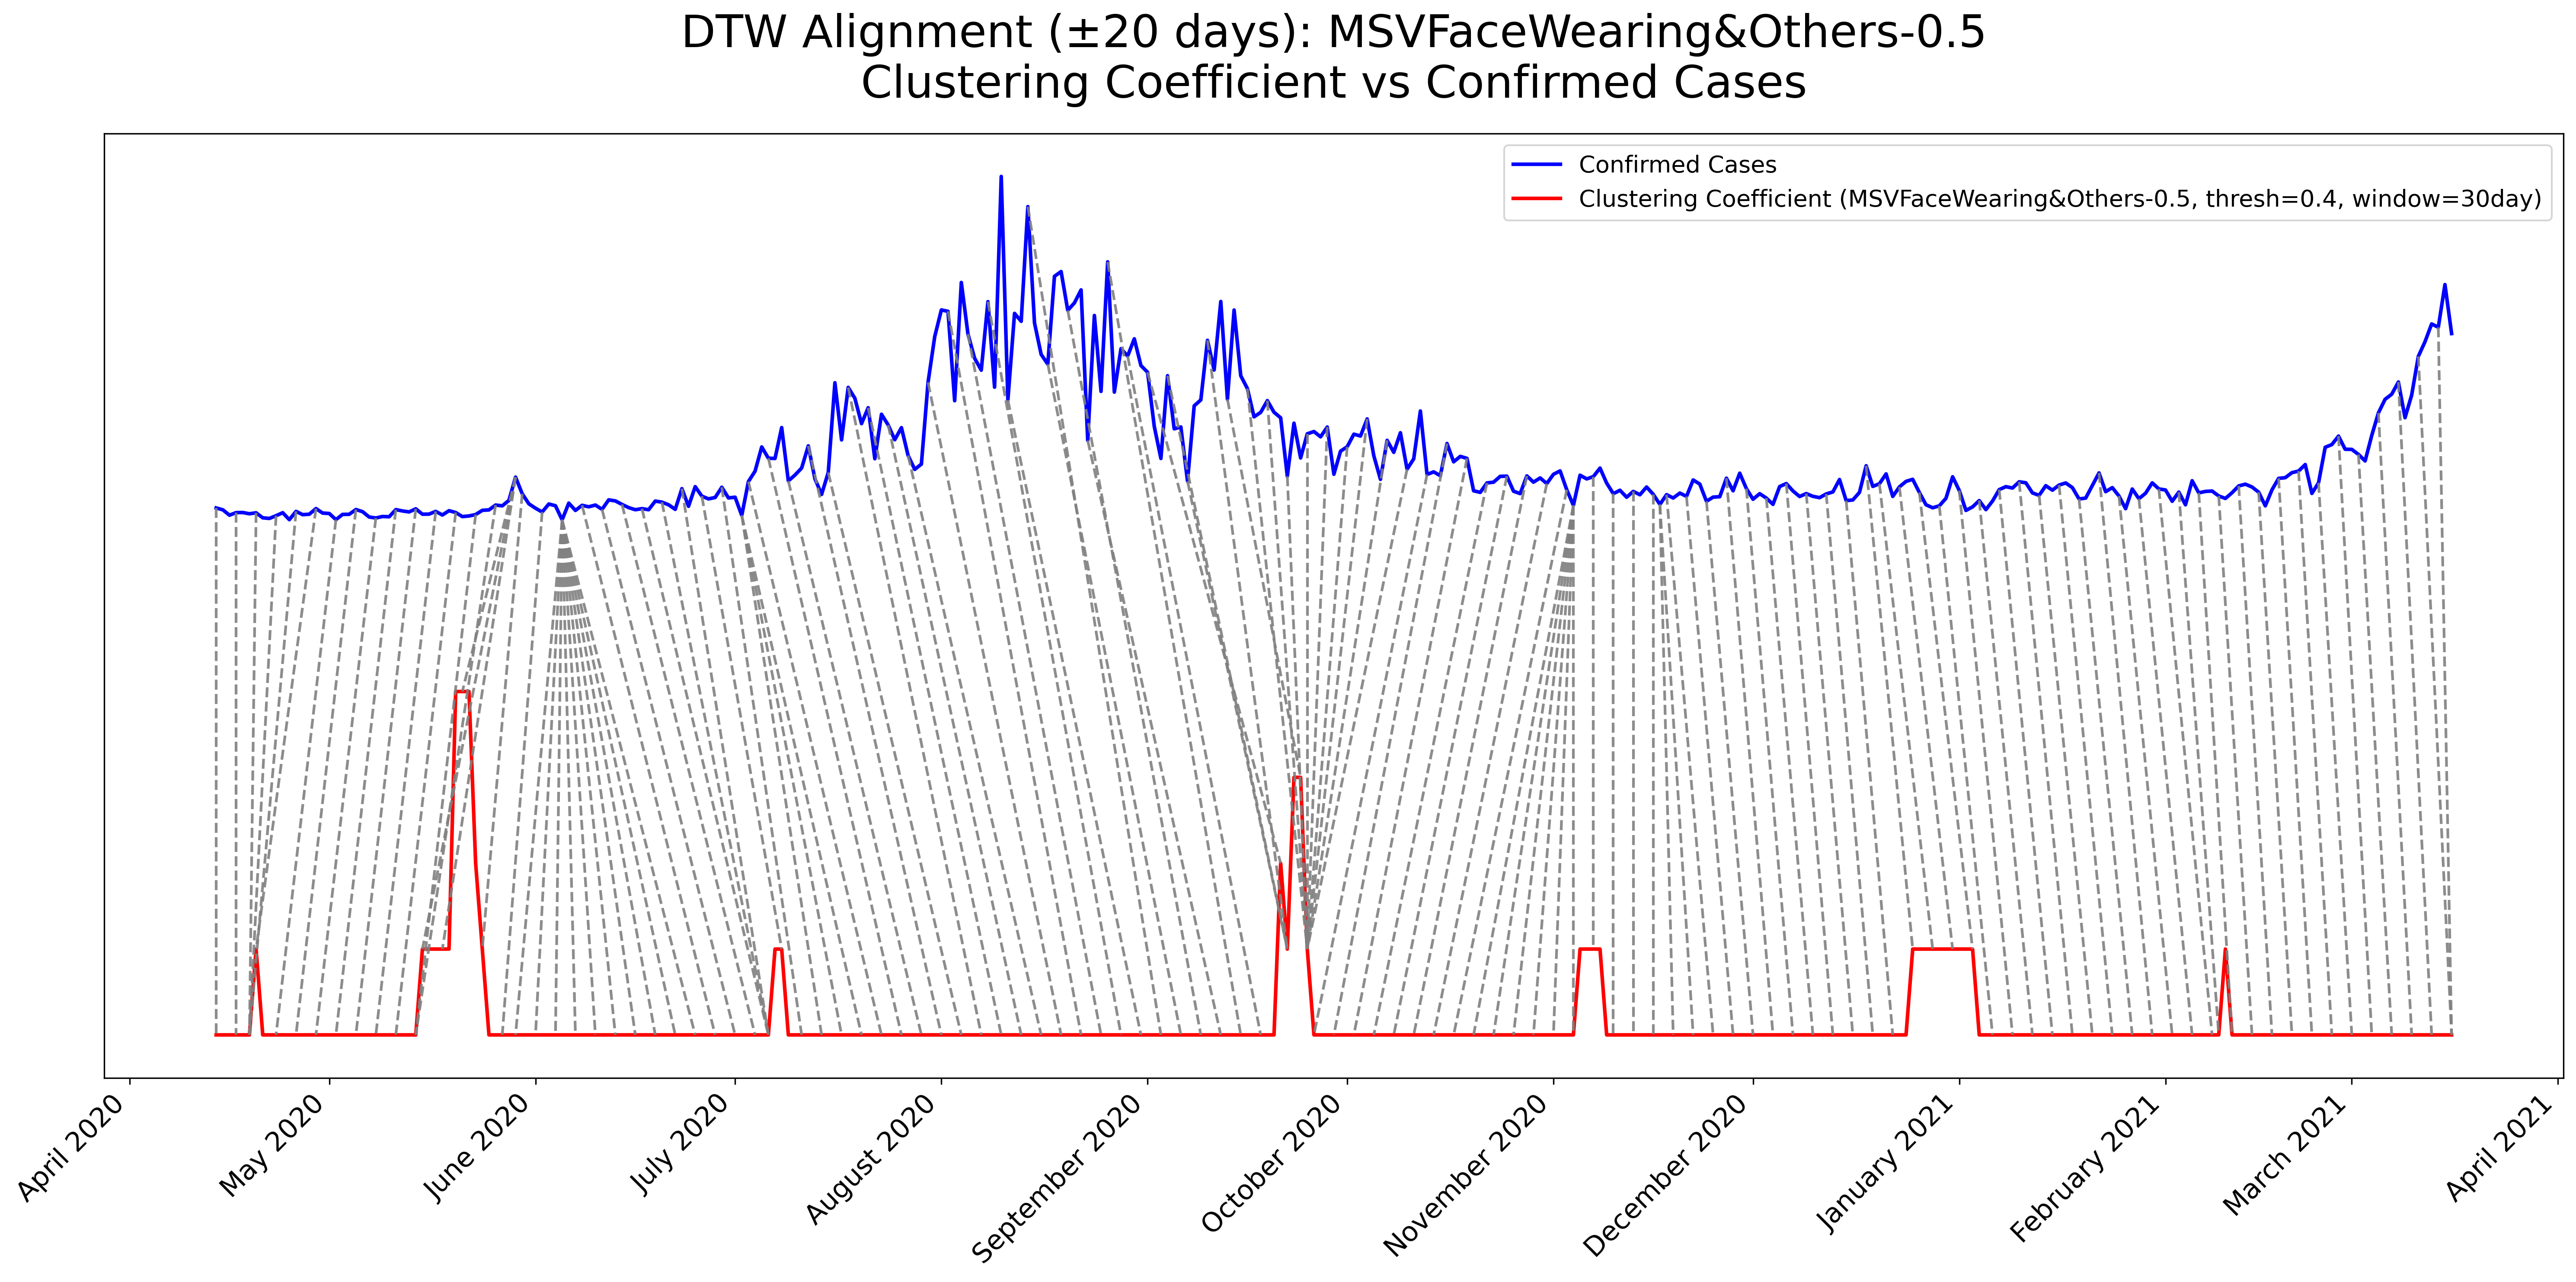 DTW Alignment (±20 days): MSVFaceWearing&Others-0.5
Clustering Coefficient vs Confirmed Cases
Confirmed Cases
Clustering Coefficient (MSVFaceWearing&Others-0.5, thresh=0.4, window=30day)
April 2020
May 2020
June 2020
July 2020
August 2020
September 2020
October 2020
November 2020
December 2020
January 2021
February 2021
March 2021
April 2021